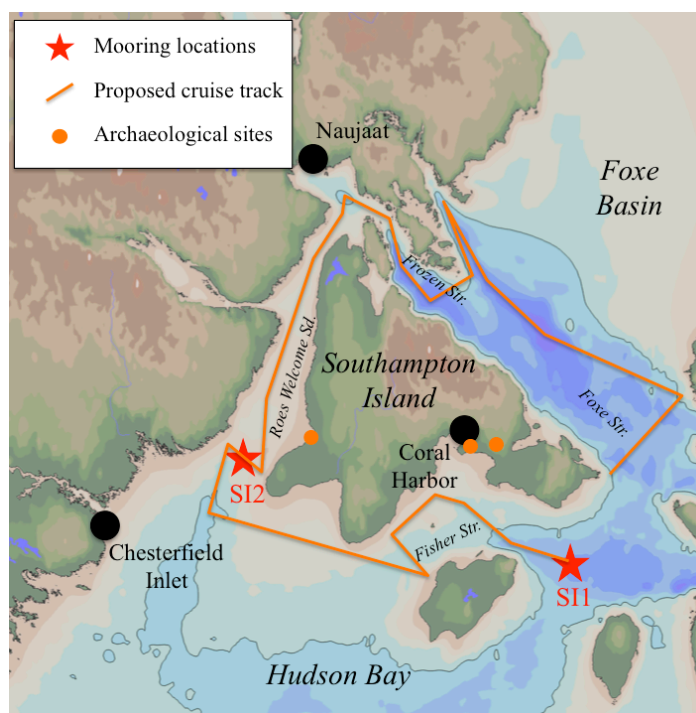 Mooring locations
Proposed cruise track
Archaeological sites
Naujaat
Foxe
Basin
Frozen Str.
Roes Welcome Sd.
Southampton
Island
Foxe Str.
Coral
Harbor
SI2
Fisher Str.
Chesterfield
Inlet
SI1
Hudson Bay